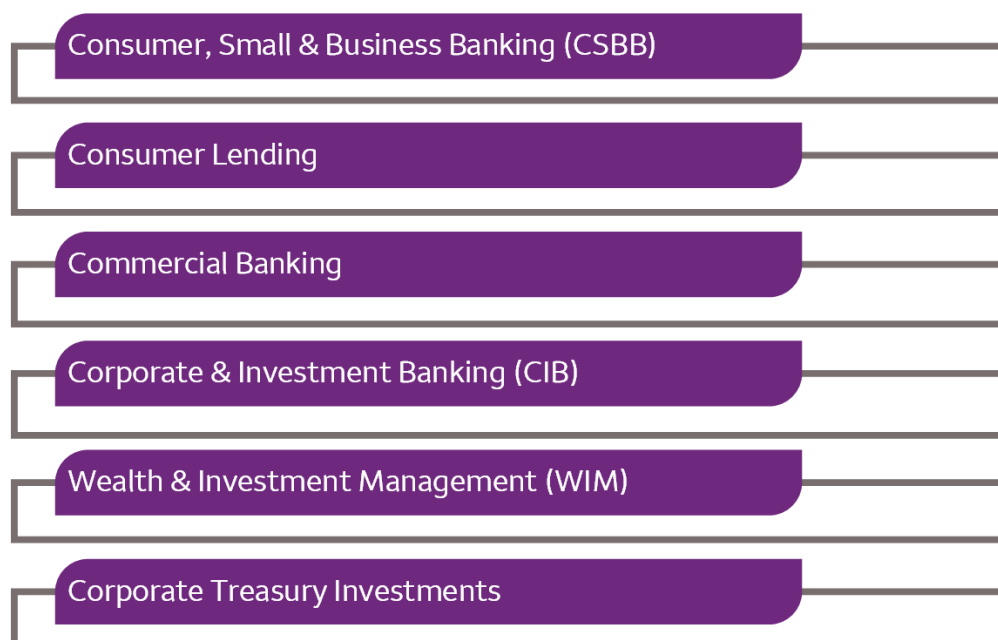 Consumer, Small & Business Banking (CSBB)
Consumer Lending
Commercial Banking
Corporate & Investment Banking (CIB)
Wealth & Investment Management (WIM)
Corporate Treasury Investments